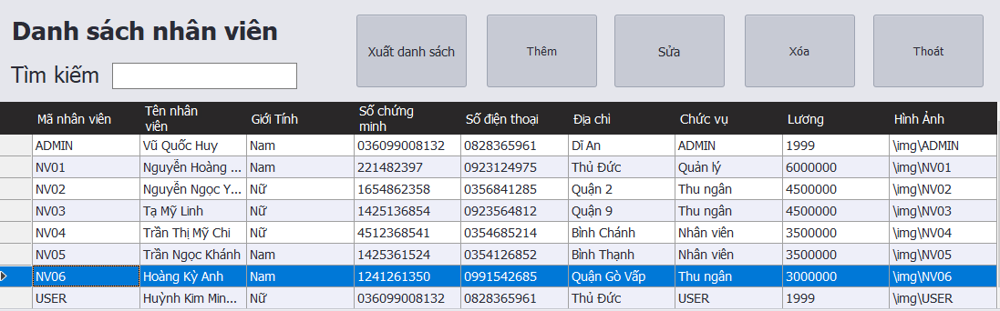 Danh sách nhân viên
Xuất danh sách Thêm Sửa Xóa Thoát
Tìm kiếm
Mã nhân viên Tên nhân viên Giới Tính Số chứng minh Số điện thoại Địa chỉ Chức vụ Lương Hình Ảnh
ADMIN Vũ Quốc Huy Nam 036099008132 0828365961 Dĩ An ADMIN 1999 \img\ADMIN
NV01 Nguyễn Hoàng ... Nam 221482397 0923124975 Thủ Đức Quản lý 6000000 \img\NV01
NV02 Nguyễn Ngọc Y... Nữ 1654862358 0356841285 Quận 2 Thu ngân 4500000 \img\NV02
NV03 Tạ Mỹ Linh Nữ 1425136854 0923564812 Quận 9 Thu ngân 4500000 \img\NV03
NV04 Trần Thị Mỹ Chi Nữ 4512368541 0354685214 Bình Chánh Nhân viên 3500000 \img\NV04
NV05 Trần Ngọc Khánh Nam 1425361524 0354126852 Bình Thạnh Nhân viên 3500000 \img\NV05
NV06 Hoàng Kỳ Anh Nam 1241261350 0991542685 Quận Gò Vấp Thu ngân 3000000 \img\NV06
USER Huỳnh Kim Min... Nữ 036099008132 0828365961 Thủ Đức USER 1999 \img\USER